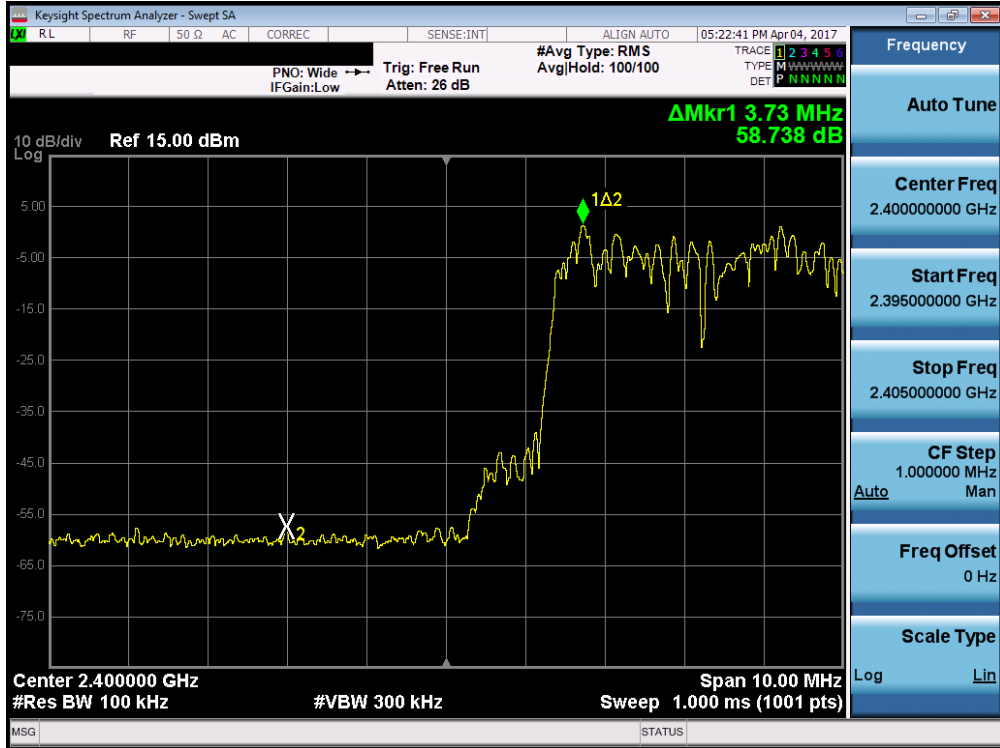 Keysight Spectrum Analyzer - Swept SA
LXI RL RF 50 Ω AC CORREC SENSE:INT ALIGN AUTO 05:22:41 PM Apr 04, 2017
PNO: Wide
IFGain:Low
Trig: Free Run
Atten: 26 dB
#Avg Type: RMS
Avg|Hold: 100/100
TRACE 1 2 3 4 5 6
TYPE M WWWWW
DET P N N N N N
ΔMkr1 3.73 MHz
58.738 dB
10 dB/div Ref 15.00 dBm
Log
5.00
-5.00
-15.0
-25.0
-35.0
-45.0
-55.0
-65.0
-75.0
1Δ2
X2
Center 2.400000 GHz Span 10.00 MHz
#Res BW 100 kHz #VBW 300 kHz Sweep 1.000 ms (1001 pts)
MSG STATUS
Frequency
Auto Tune
Center Freq
2.400000000 GHz
Start Freq
2.395000000 GHz
Stop Freq
2.405000000 GHz
CF Step
1.000000 MHz
Auto Man
Freq Offset
0 Hz
Scale Type
Log Lin